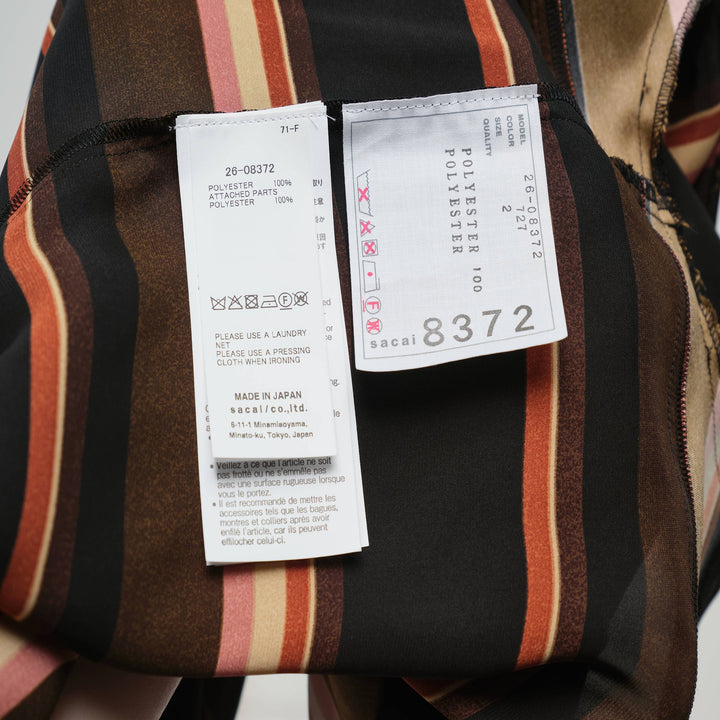 71-F
26-08372
POLYESTER 100%
ATTACHED PARTS
POLYESTER 100%
PLEASE USE A LAUNDRY
NET
PLEASE USE A PRESSING
CLOTH WHEN IRONING
MADE IN JAPAN
sacai/co.,ltd.
6-11-1 Minamiaoyama,
Minato-ku, Tokyo, Japan
• Veillez à ce que l'article ne soit
pas frotté ou ne s'emmêle pas
avec une surface rugueuse lorsque
vous le portez.
• Il est recommandé de mettre les
accessoires tels que les bagues,
montres et colliers après avoir
enfilé l'article, car ils peuvent
effilocher celui-ci.
MODEL 26-08372
COLOR 727
SIZE 2
QUALITY
POLYESTER 100
POLYESTER
sacai 8372